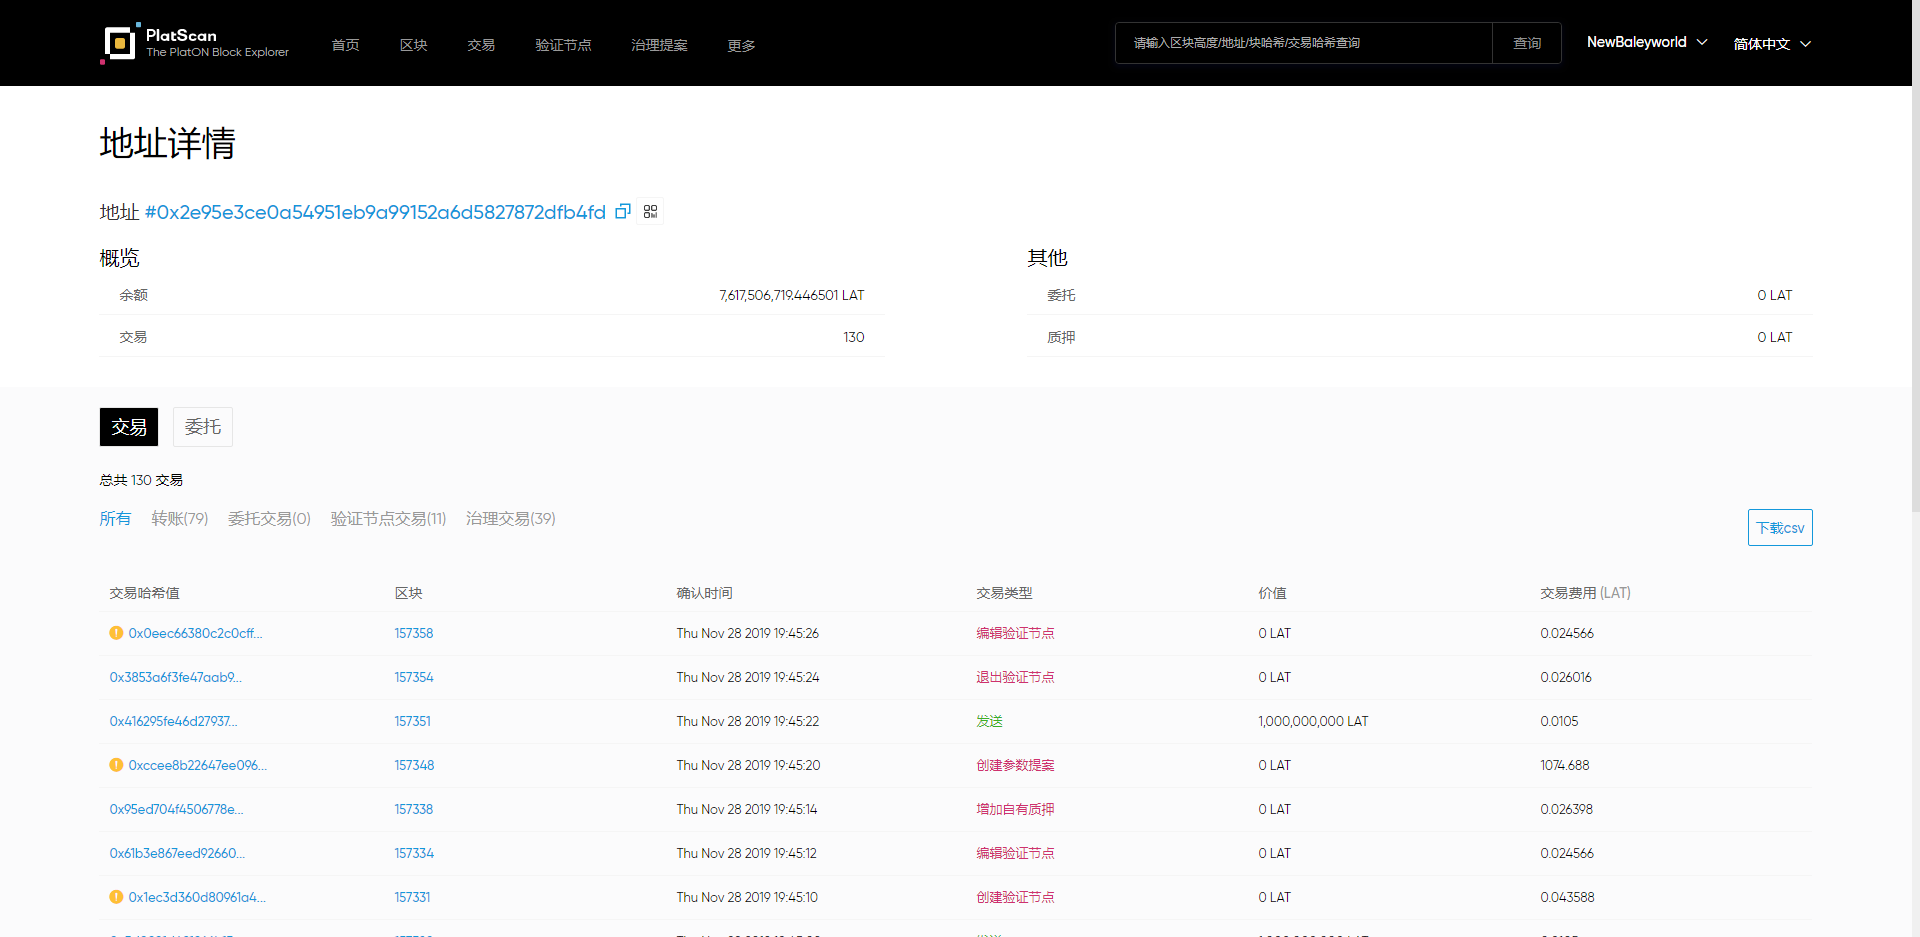 PlatScan
The PlatON Block Explorer
首页 区块 交易 验证节点 治理提案 更多
请输入区块高度/地址/块哈希/交易哈希查询 查询 NewBaleyworld 简体中文
地址详情
地址 #0x2e95e3ce0a54951eb9a99152a6d5827872dfb4fd
概览
余额 7,617,506,719.446501 LAT
交易 130
其他
委托 0 LAT
质押 0 LAT
交易 委托
总共 130 交易
所有 转账(79) 委托交易(0) 验证节点交易(11) 治理交易(39)
下载csv
交易哈希值 区块 确认时间 交易类型 价值 交易费用 (LAT)
0x0eec66380c2c0cff... 157358 Thu Nov 28 2019 19:45:26 编辑验证节点 0 LAT 0.024566
0x3853a6f3fe47aab9... 157354 Thu Nov 28 2019 19:45:24 退出验证节点 0 LAT 0.026016
0x416295fe46d27937... 157351 Thu Nov 28 2019 19:45:22 发送 1,000,000,000 LAT 0.0105
0xccee8b22647ee096... 157348 Thu Nov 28 2019 19:45:20 创建参数提案 0 LAT 1074.688
0x95ed704f4506778e... 157338 Thu Nov 28 2019 19:45:14 增加自有质押 0 LAT 0.026398
0x61b3e867eed92660... 157334 Thu Nov 28 2019 19:45:12 编辑验证节点 0 LAT 0.024566
0x1ec3d360d80961a4... 157331 Thu Nov 28 2019 19:45:10 创建验证节点 0 LAT 0.043588